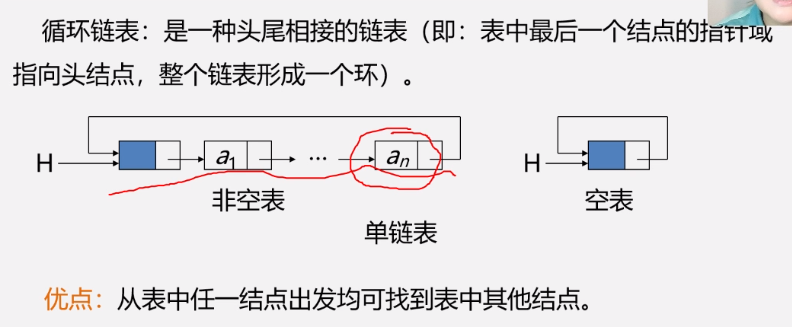 循环链表：是一种头尾相接的链表（即：表中最后一个结点的指针域
指向头结点，整个链表形成一个环）。
H a₁ ··· aₙ H
非空表 空表
单链表
优点：从表中任一结点出发均可找到表中其他结点。